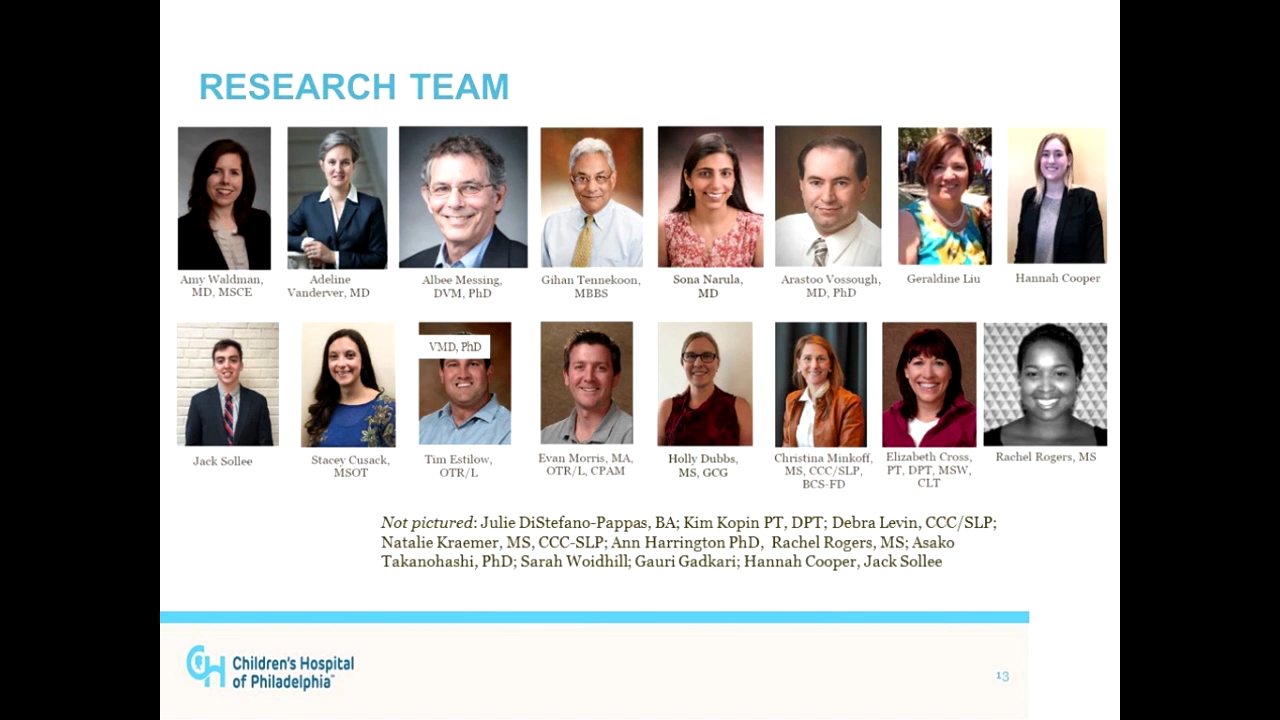 RESEARCH TEAM
Amy Waldman,
MD, MSCE
Adeline
Vanderver, MD
Albee Messing,
DVM, PhD
Gihan Tennekoon,
MBBS
Sona Narula,
MD
Arastoo Vossough,
MD, PhD
Geraldine Liu
Hannah Cooper
Jack Sollee
Stacey Cusack,
MSOT
VMD, PhD
Tim Estilow,
OTR/L
Evan Morris, MA,
OTR/L, CPAM
Holly Dubbs,
MS, GCG
Christina Minkoff,
MS, CCC/SLP,
BCS-FD
Elizabeth Cross,
PT, DPT, MSW,
CLT
Rachel Rogers, MS
Not pictured: Julie DiStefano-Pappas, BA; Kim Kopin PT, DPT; Debra Levin, CCC/SLP;
Natalie Kraemer, MS, CCC-SLP; Ann Harrington PhD, Rachel Rogers, MS; Asako
Takanohashi, PhD; Sarah Woidhill; Gauri Gadkari; Hannah Cooper, Jack Sollee
CH Children's Hospital
of Philadelphia™
13